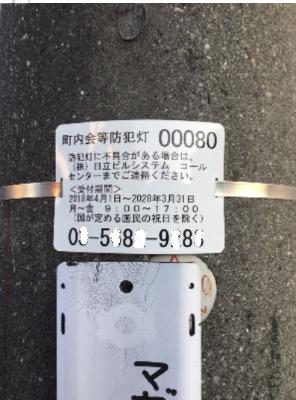 町内会等防犯灯 00080
防犯灯に不具合がある場合は、
(株)日立ビルシステム コール
センターまでご連絡ください。
<受付期間>
2018年4月1日~2028年3月31日
月~金 9:00~17:00
(国が定める国民の祝日を除く)